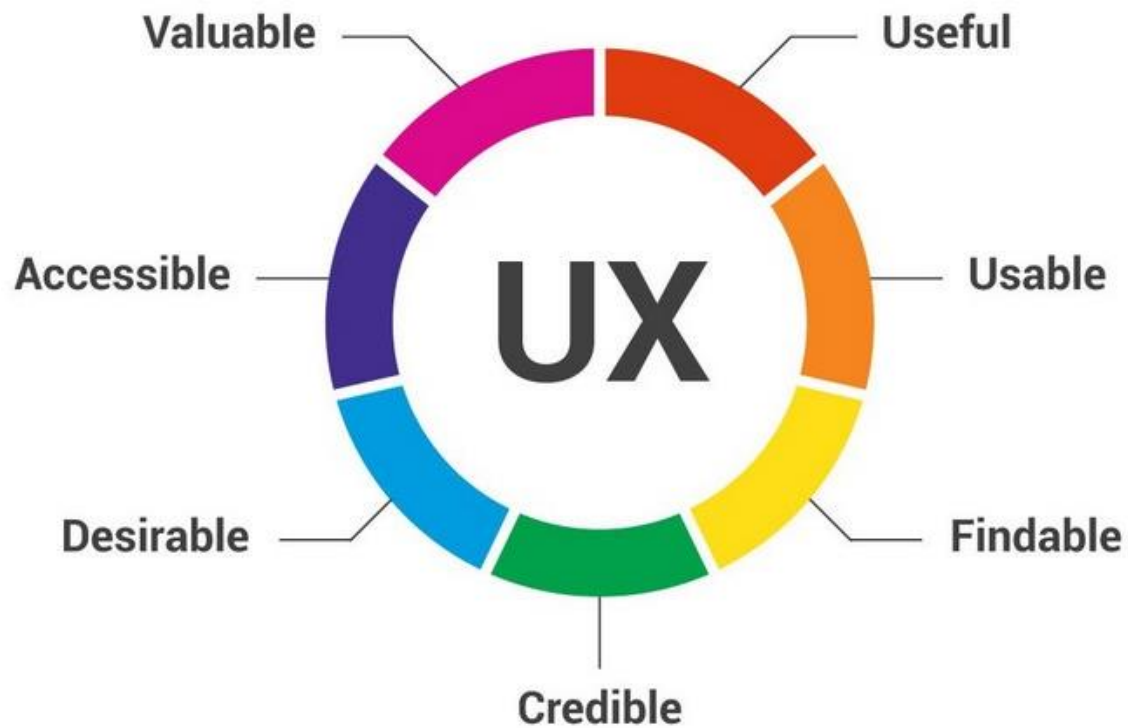 Valuable
Useful
Accessible
UX
Usable
Desirable
Findable
Credible